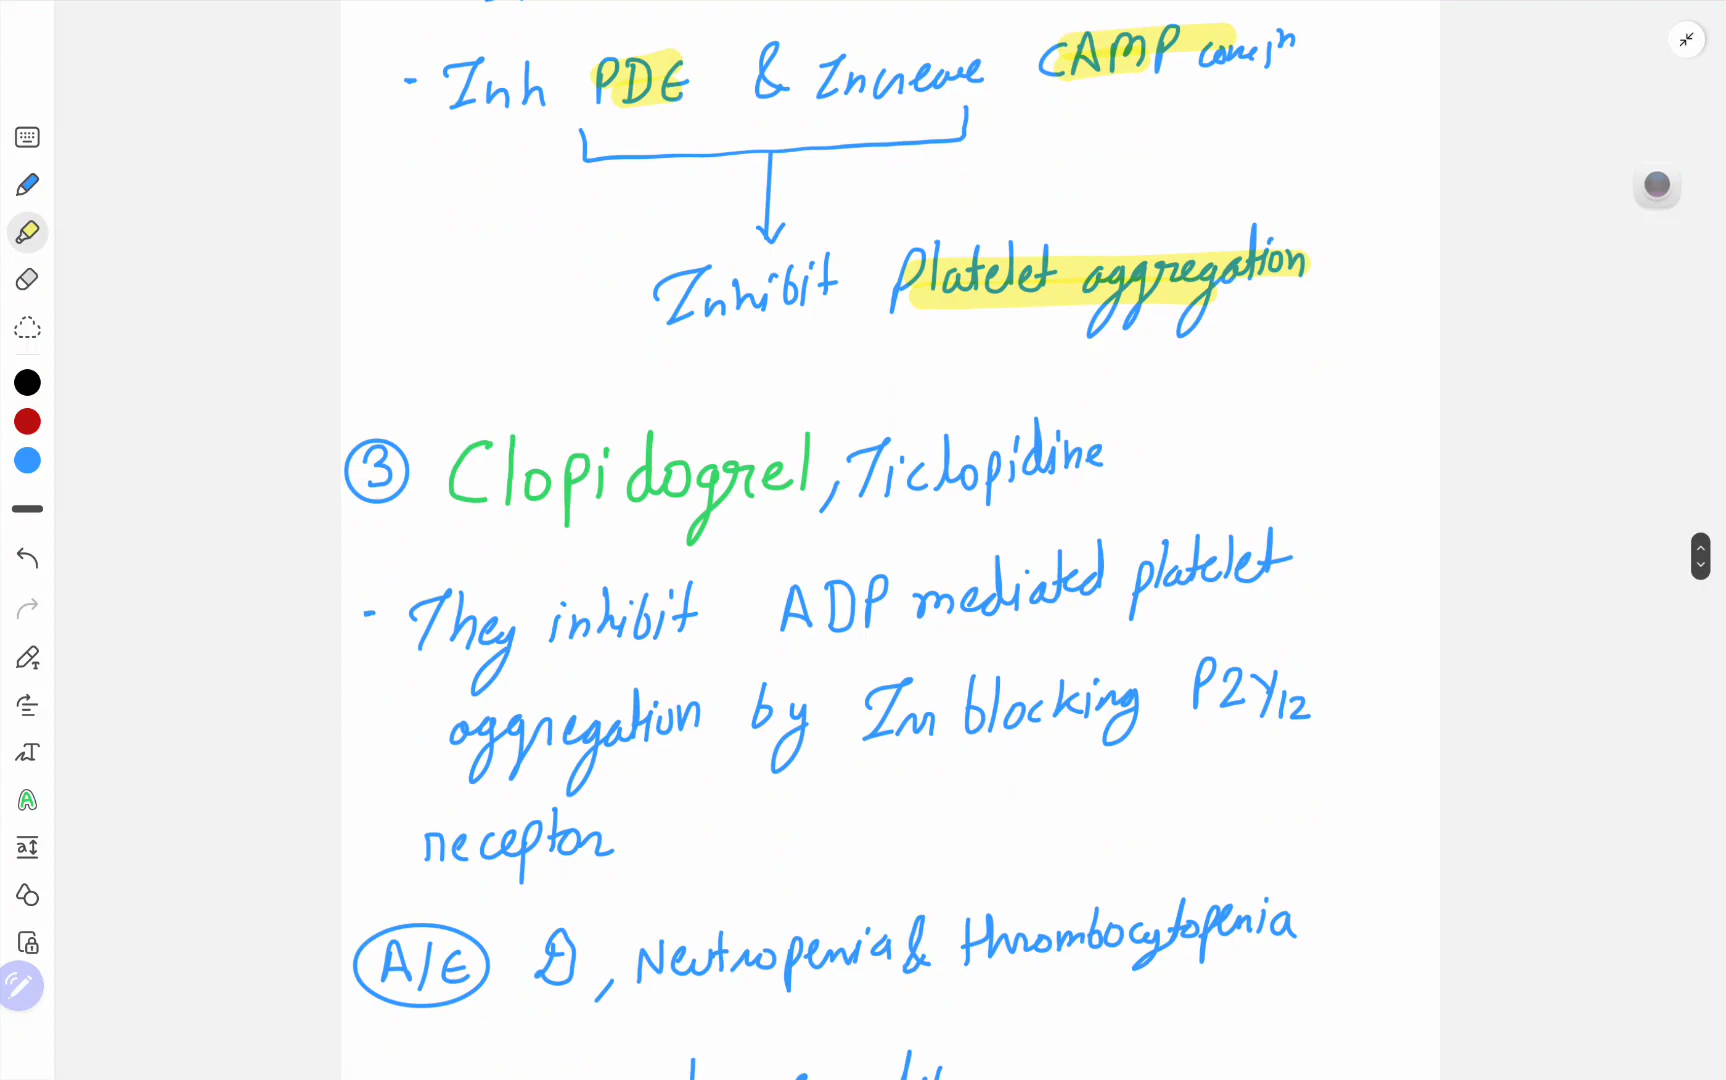 - Inh PDE & Increase cAMP concⁿ
Inhibit Platelet aggregation
③ Clopidogrel, Ticlopidine
- They inhibit ADP mediated platelet
aggregation by Irr blocking P2Y12
receptor
A/E D, Neutropenia & thrombocytopenia